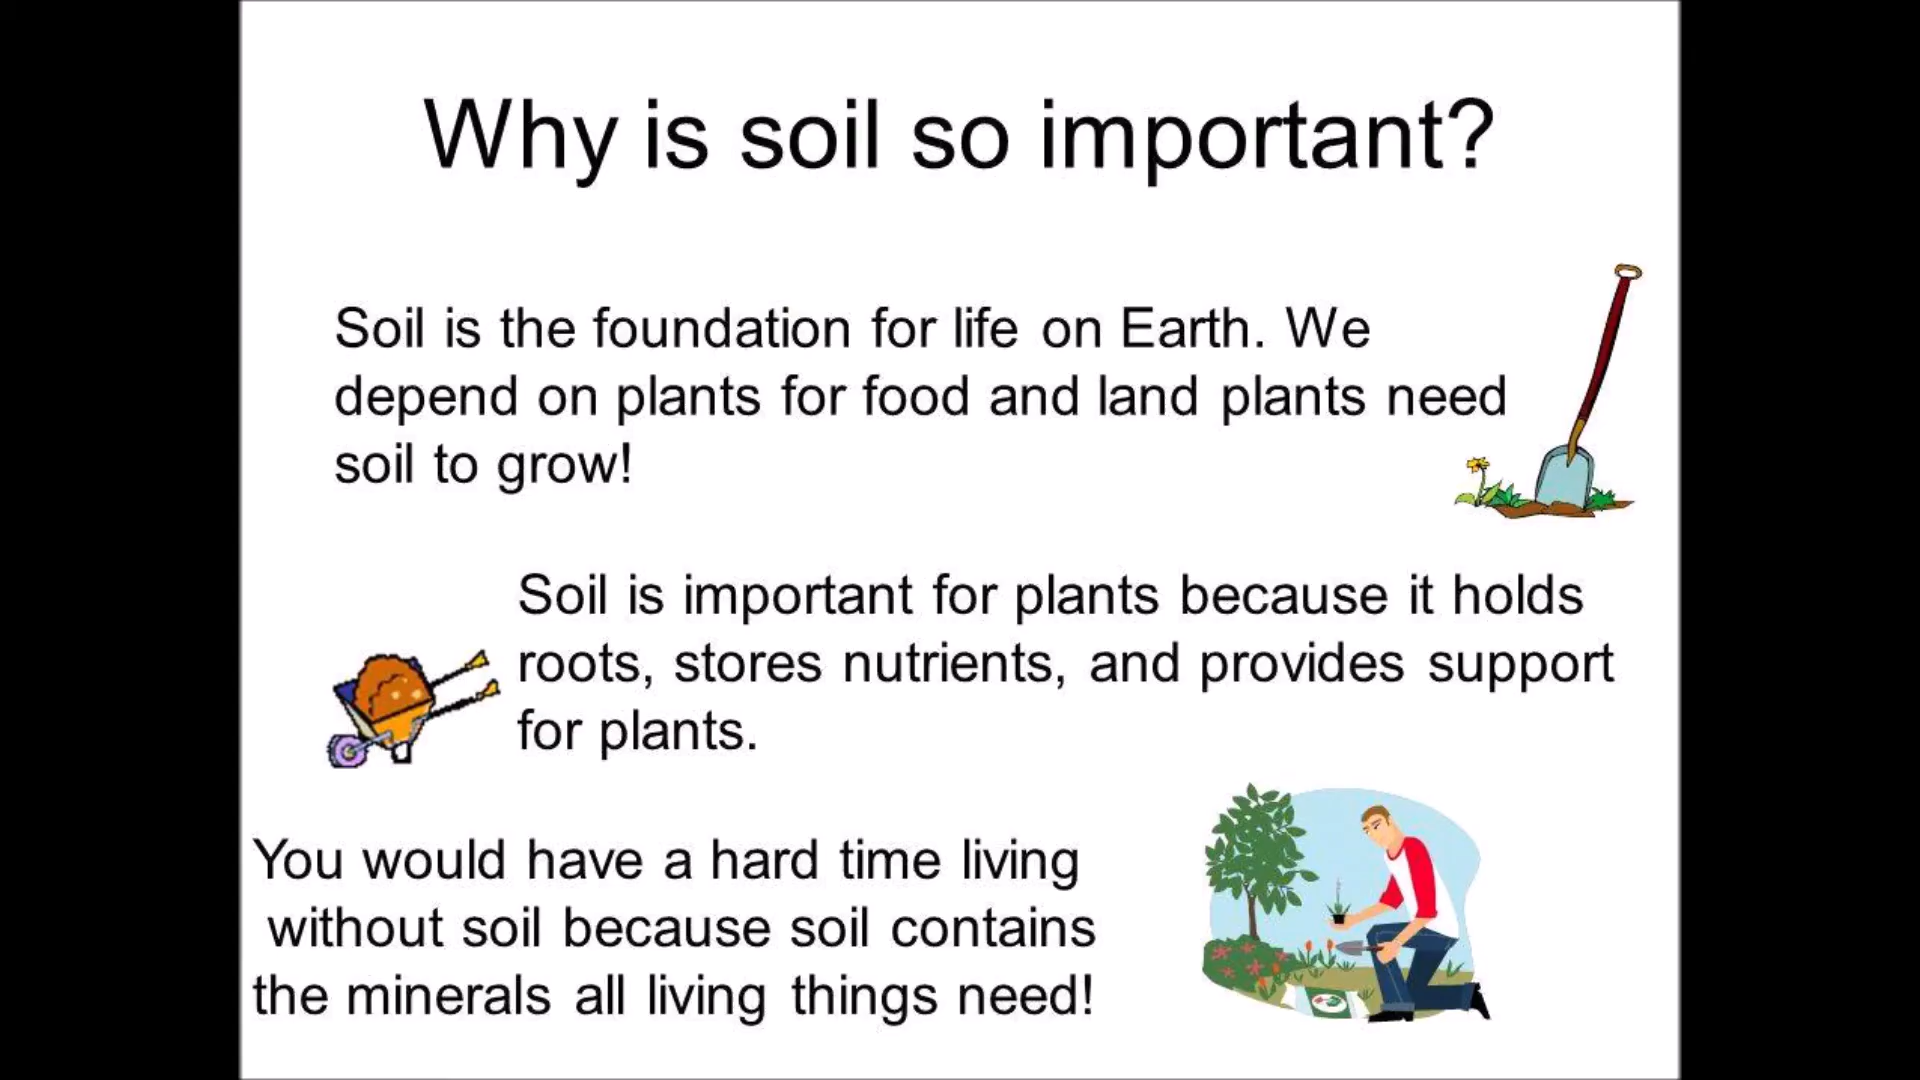 Why is soil so important?
Soil is the foundation for life on Earth. We
depend on plants for food and land plants need
soil to grow!
Soil is important for plants because it holds
roots, stores nutrients, and provides support
for plants.
You would have a hard time living
without soil because soil contains
the minerals all living things need!